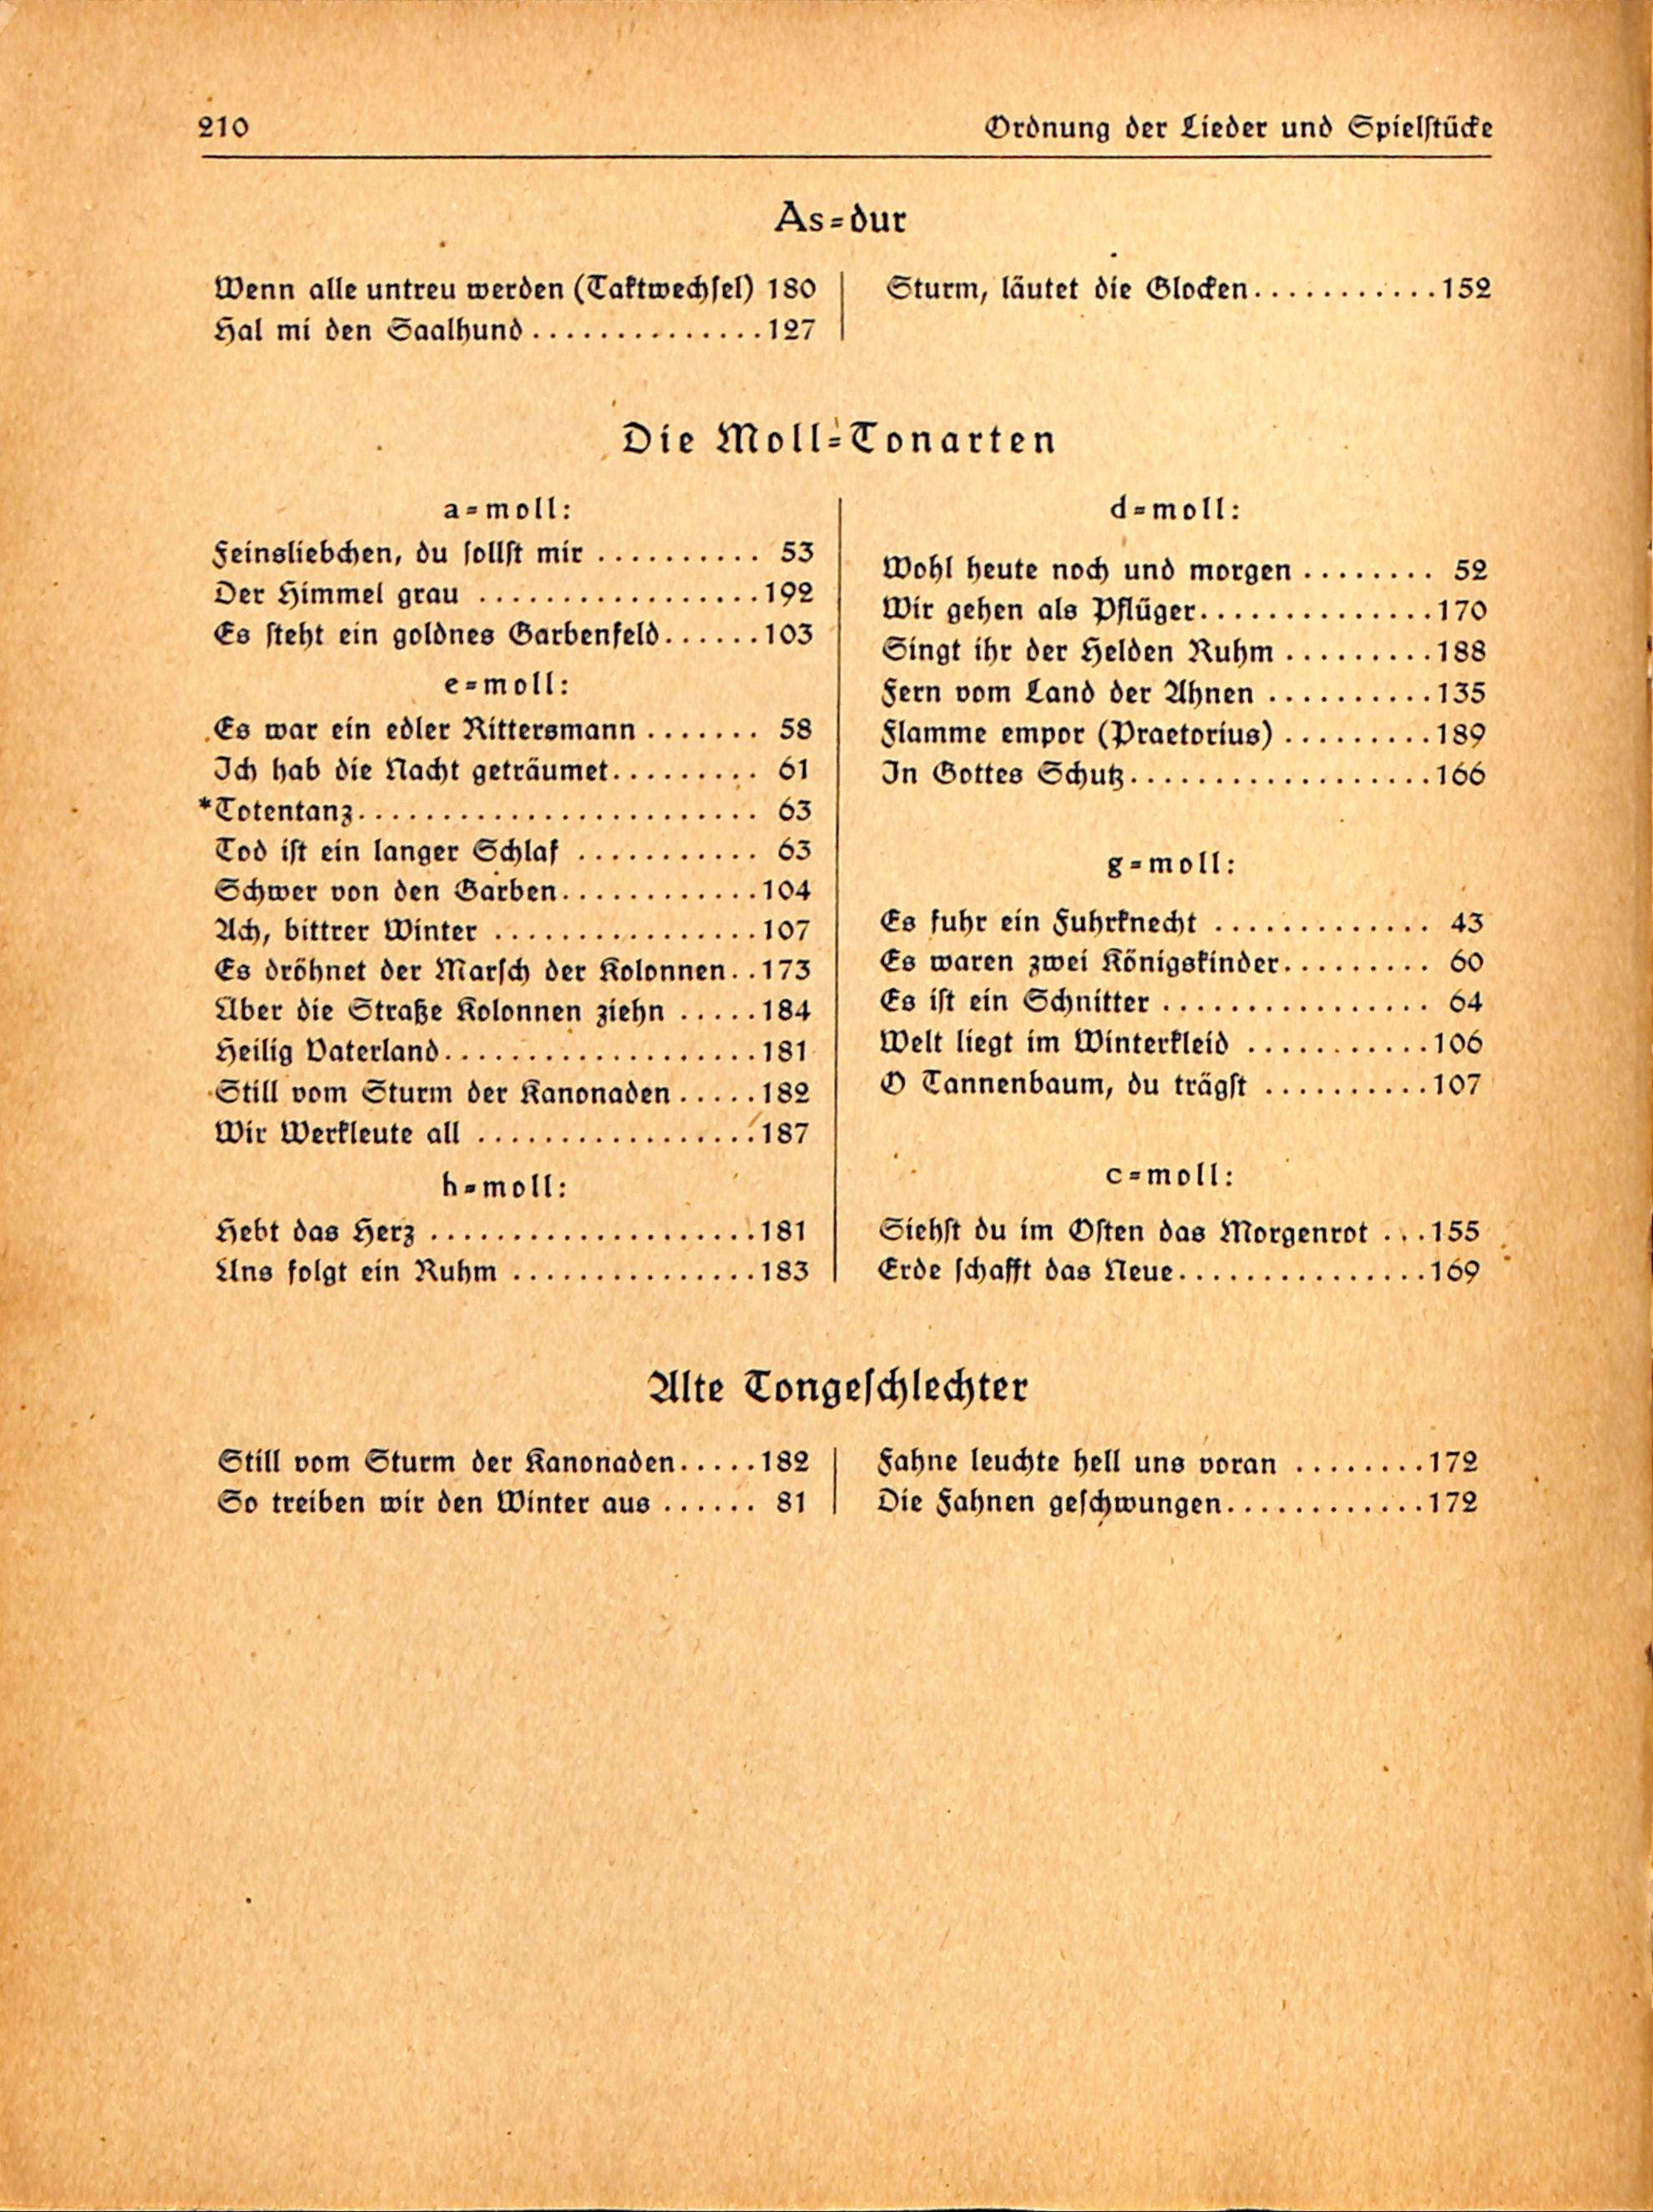 210
Ordnung der Lieder und Spielstücke
As=dur
Wenn alle untreu werden (Taktwechsel) 180
Hal mi den Saalhund..............127
Sturm, läutet die Glocken...........152
Die Moll=Tonarten
a=moll:
Feinsliebchen, du sollst mir .......... 53
Der Himmel grau .................192
Es steht ein goldnes Garbenfeld......103
e=moll:
Es war ein edler Rittersmann ....... 58
Ich hab die Nacht geträumet......... 61
*Totentanz........................ 63
Tod ist ein langer Schlaf ........... 63
Schwer von den Garben............104
Ach, bittrer Winter ................107
Es dröhnet der Marsch der Kolonnen..173
Über die Straße Kolonnen ziehn .....184
Heilig Vaterland...................181
Still vom Sturm der Kanonaden.....182
Wir Werkleute all .................187
h=moll:
Hebt das Herz ....................181
Uns folgt ein Ruhm ...............183
d=moll:
Wohl heute noch und morgen ........ 52
Wir gehen als Pflüger..............170
Singt ihr der Helden Ruhm .........188
Fern vom Land der Ahnen ..........135
Flamme empor (Praetorius) .........189
In Gottes Schutz..................166
g=moll:
Es fuhr ein Fuhrknecht ............. 43
Es waren zwei Königskinder......... 60
Es ist ein Schnitter ................ 64
Welt liegt im Winterkleid ...........106
O Tannenbaum, du trägst ..........107
c=moll:
Siehst du im Osten das Morgenrot ...155
Erde schafft das Neue...............169
Alte Tongeschlechter
Still vom Sturm der Kanonaden.....182
So treiben wir den Winter aus ...... 81
Fahne leuchte hell uns voran ........172
Die Fahnen geschwungen............172